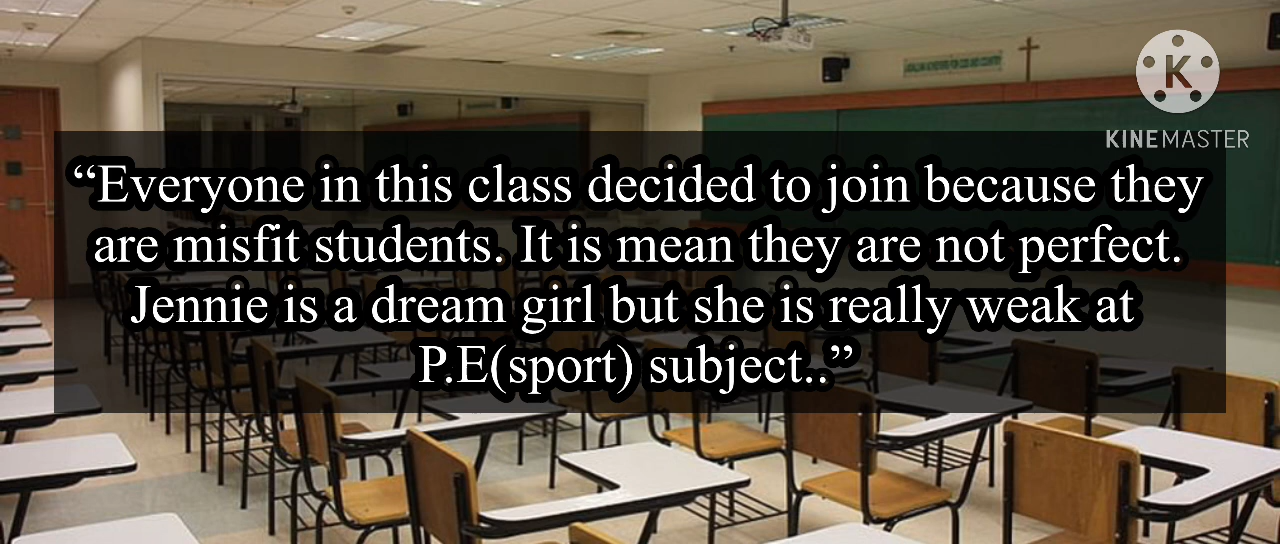 K
KINEMASTER
“Everyone in this class decided to join because they
are misfit students. It is mean they are not perfect.
Jennie is a dream girl but she is really weak at
P.E(sport) subject..”